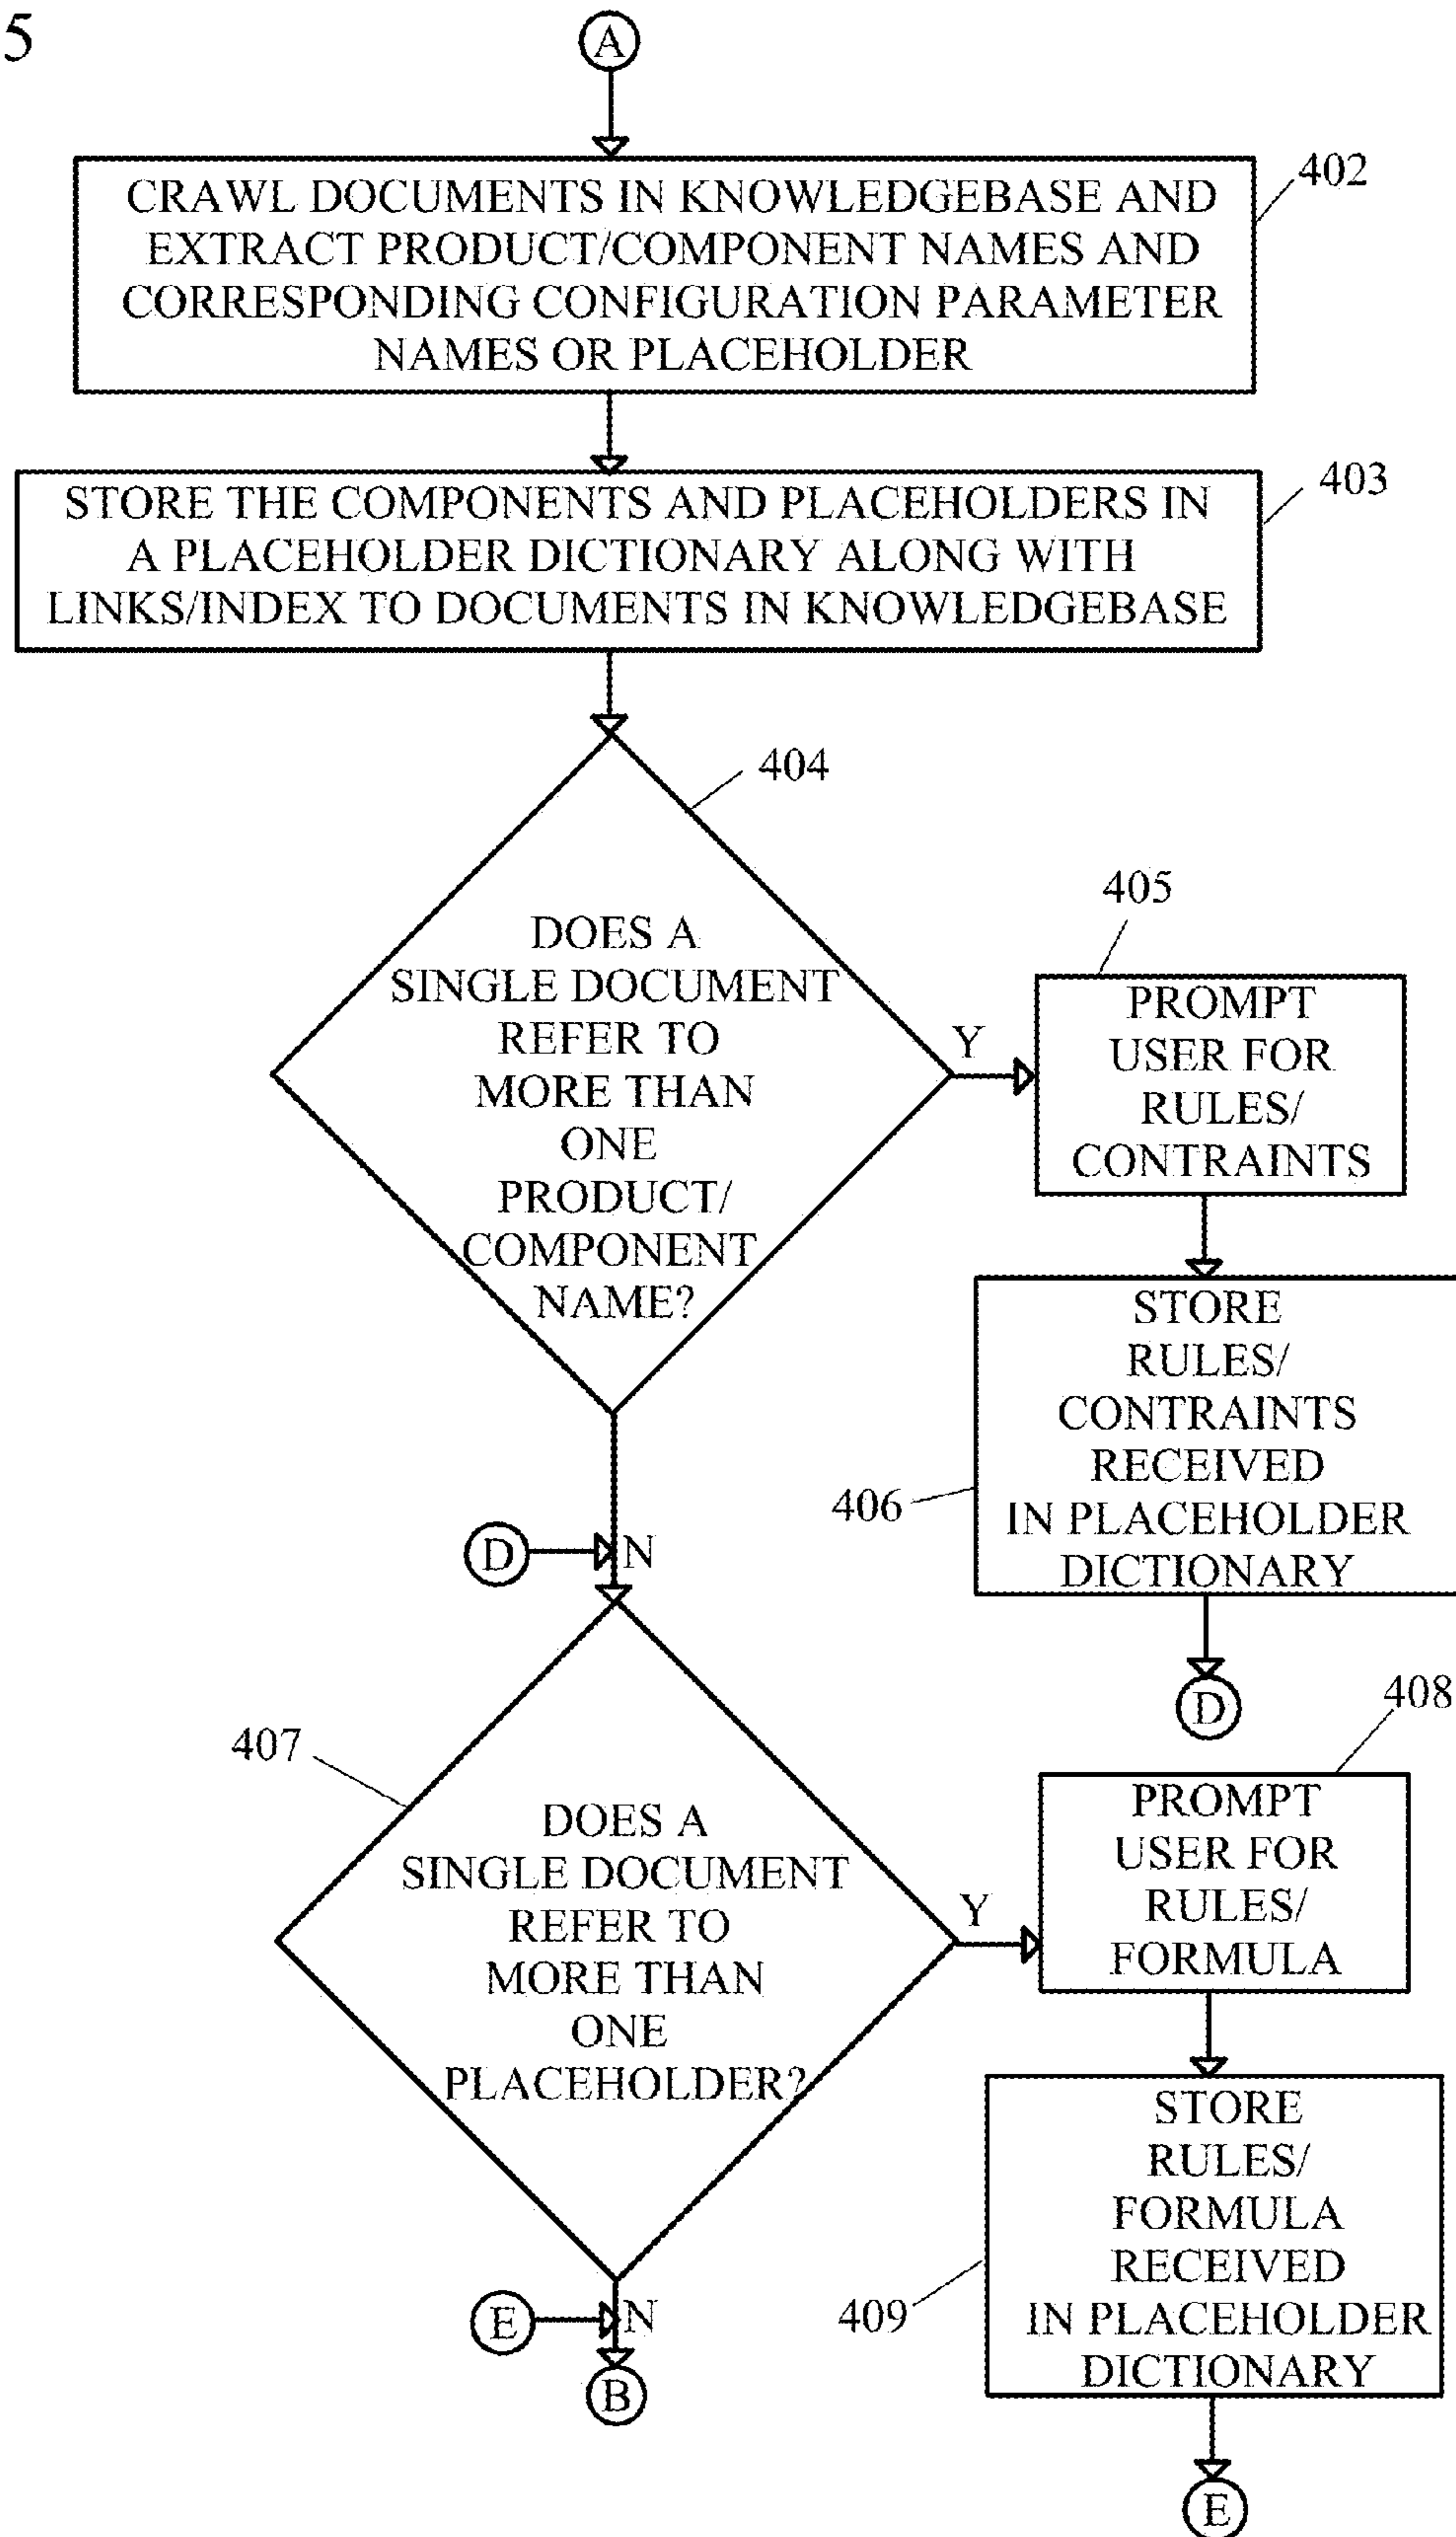 5
A
402
CRAWL DOCUMENTS IN KNOWLEDGEBASE AND
EXTRACT PRODUCT/COMPONENT NAMES AND
CORRESPONDING CONFIGURATION PARAMETER
NAMES OR PLACEHOLDER
403
STORE THE COMPONENTS AND PLACEHOLDERS IN
A PLACEHOLDER DICTIONARY ALONG WITH
LINKS/INDEX TO DOCUMENTS IN KNOWLEDGEBASE
404
DOES A
SINGLE DOCUMENT
REFER TO
MORE THAN
ONE
PRODUCT/
COMPONENT
NAME?
Y
405
PROMPT
USER FOR
RULES/
CONTRAINTS
406
STORE
RULES/
CONTRAINTS
RECEIVED
IN PLACEHOLDER
DICTIONARY
D
D
N
407
DOES A
SINGLE DOCUMENT
REFER TO
MORE THAN
ONE
PLACEHOLDER?
Y
408
PROMPT
USER FOR
RULES/
FORMULA
409
STORE
RULES/
FORMULA
RECEIVED
IN PLACEHOLDER
DICTIONARY
E
E
N
B